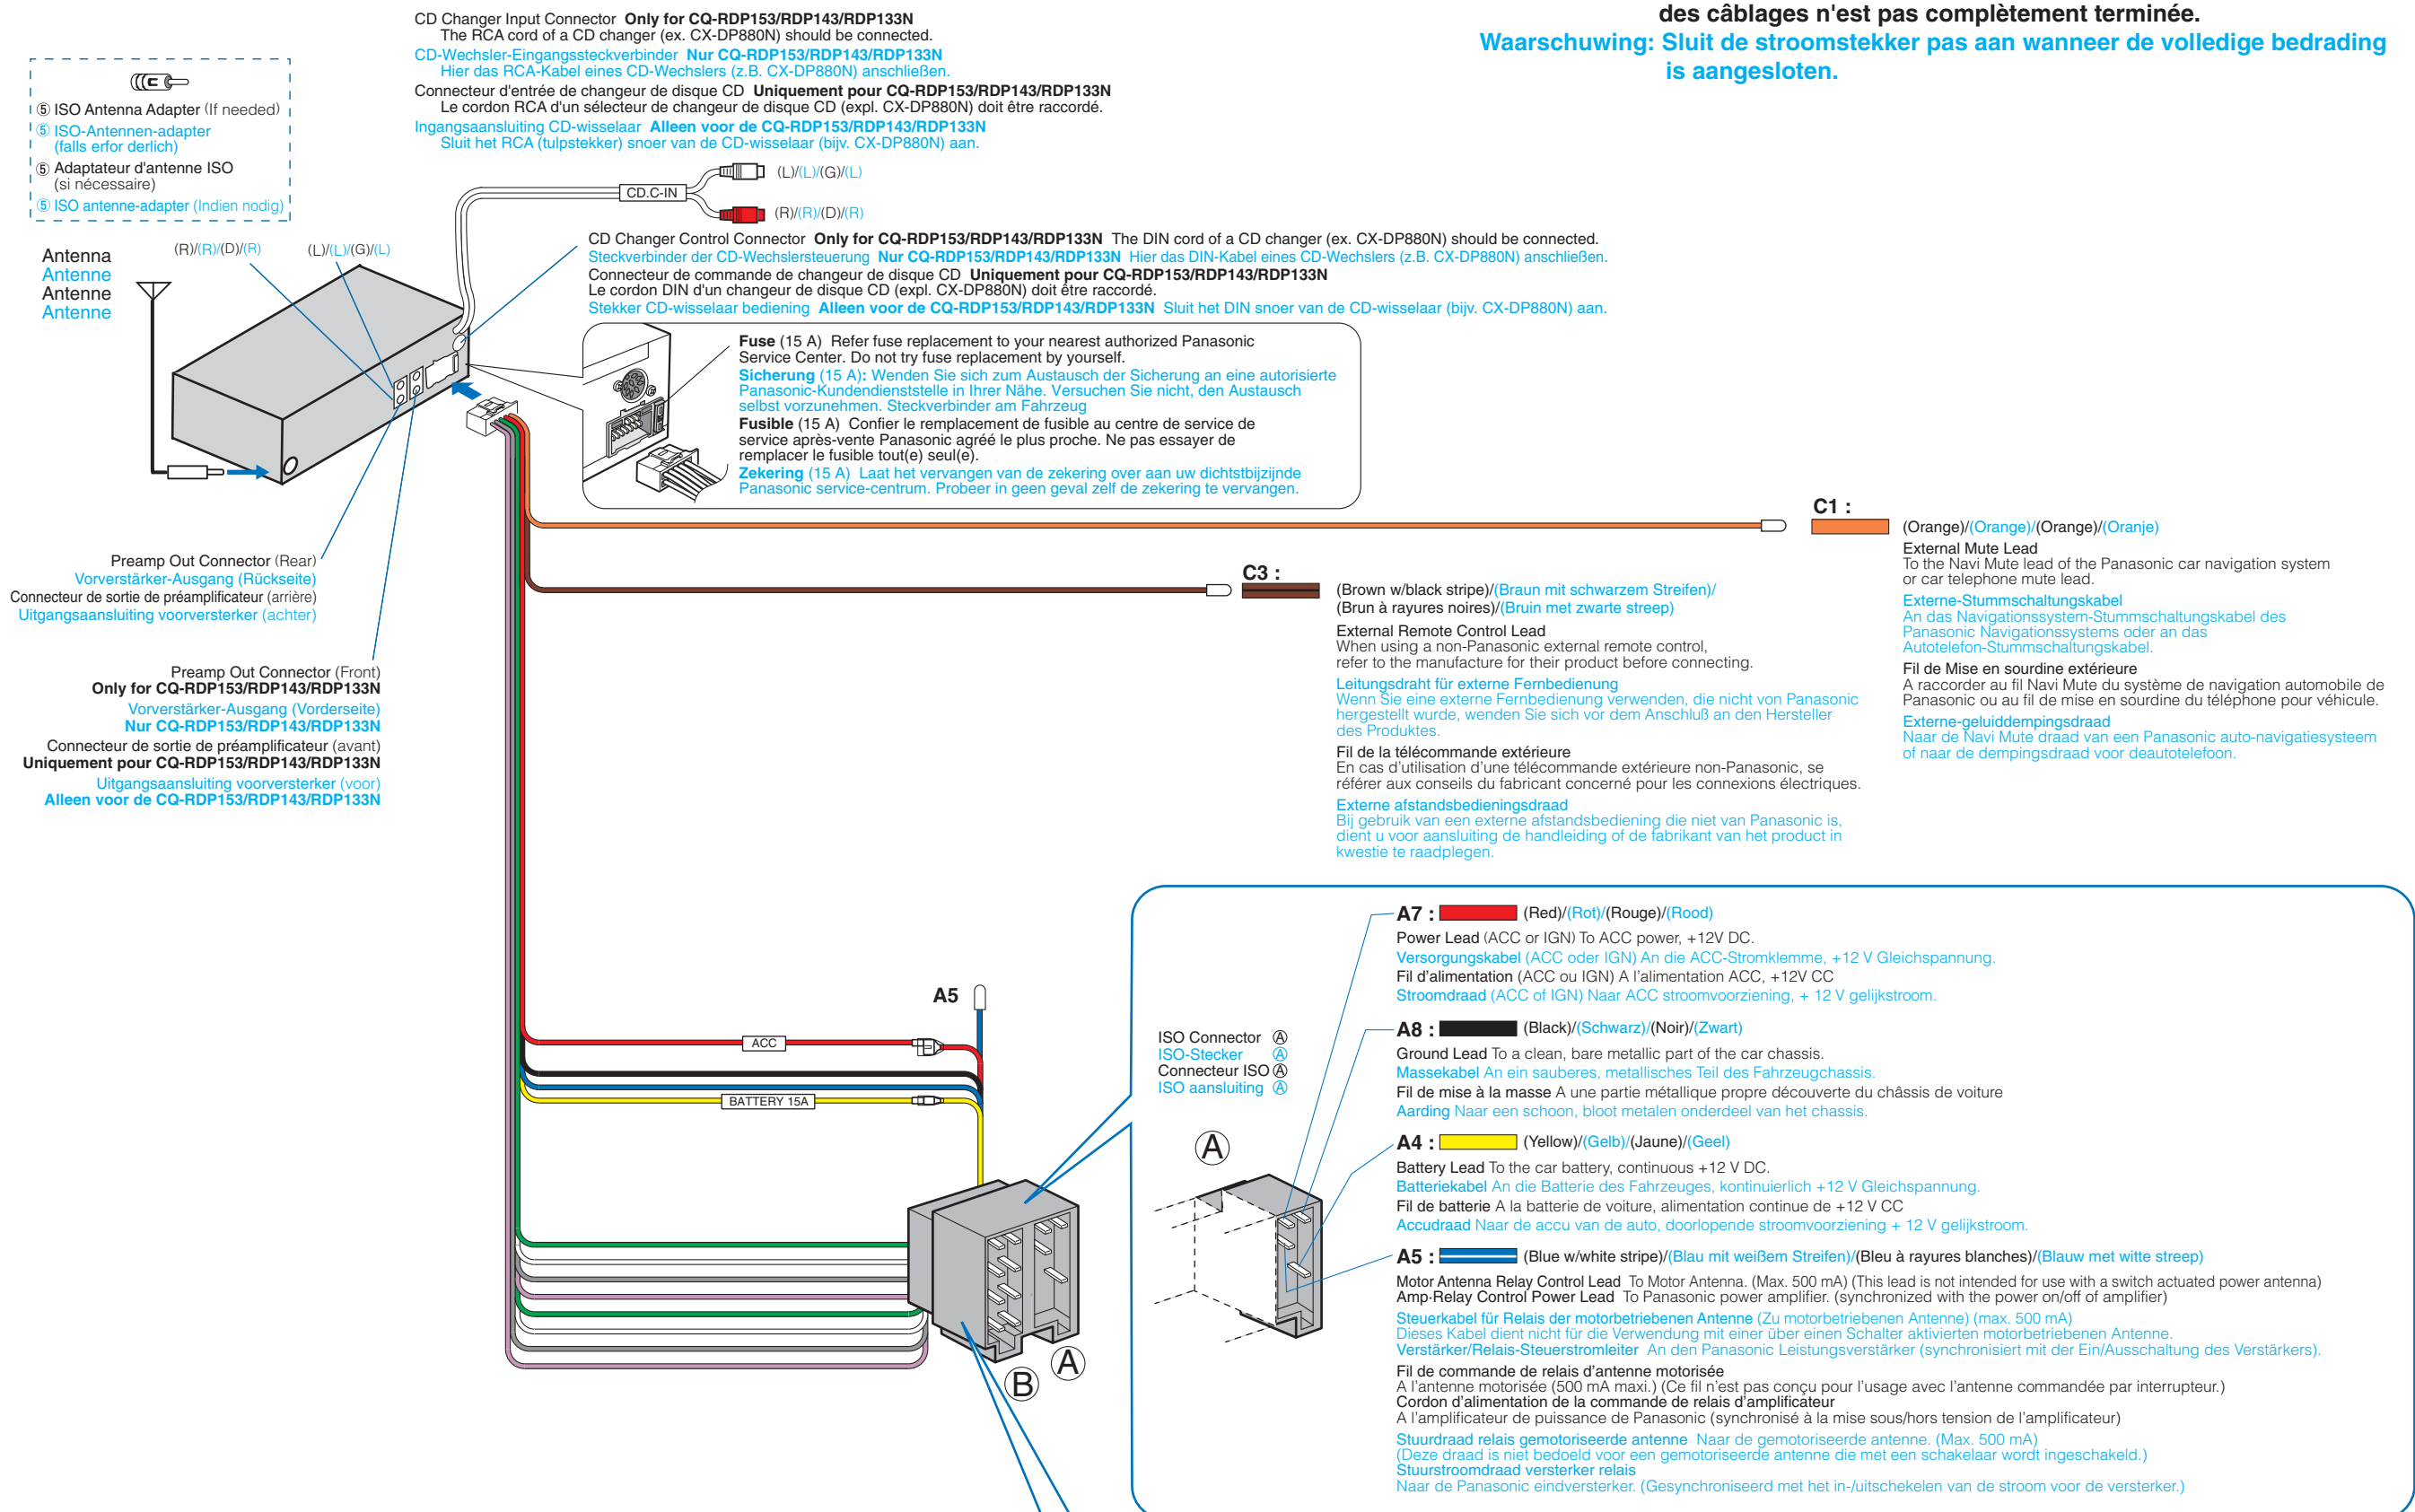 des câblages n'est pas complètement terminée.
Waarschuwing: Sluit de stroomstekker pas aan wanneer de volledige bedrading
is aangesloten.
CD Changer Input Connector Only for CQ-RDP153/RDP143/RDP133N
The RCA cord of a CD changer (ex. CX-DP880N) should be connected.
CD-Wechsler-Eingangssteckverbinder Nur CQ-RDP153/RDP143/RDP133N
Hier das RCA-Kabel eines CD-Wechslers (z.B. CX-DP880N) anschließen.
Connecteur d'entrée de changeur de disque CD Uniquement pour CQ-RDP153/RDP143/RDP133N
Le cordon RCA d'un sélecteur de changeur de disque CD (expl. CX-DP880N) doit être raccordé.
Ingangsaansluiting CD-wisselaar Alleen voor de CQ-RDP153/RDP143/RDP133N
Sluit het RCA (tulpstekker) snoer van de CD-wisselaar (bijv. CX-DP880N) aan.
⑤ ISO Antenna Adapter (If needed)
⑤ ISO-Antennen-adapter
(falls erfor derlich)
⑤ Adaptateur d'antenne ISO
(si nécessaire)
⑤ ISO antenne-adapter (Indien nodig)
CD.C-IN
(L)/(L)/(G)/(L)
(R)/(R)/(D)/(R)
Antenna
Antenne
Antenne
Antenne
(R)/(R)/(D)/(R)
(L)/(L)/(G)/(L)
CD Changer Control Connector Only for CQ-RDP153/RDP143/RDP133N The DIN cord of a CD changer (ex. CX-DP880N) should be connected.
Steckverbinder der CD-Wechslersteuerung Nur CQ-RDP153/RDP143/RDP133N Hier das DIN-Kabel eines CD-Wechslers (z.B. CX-DP880N) anschließen.
Connecteur de commande de changeur de disque CD Uniquement pour CQ-RDP153/RDP143/RDP133N
Le cordon DIN d'un changeur de disque CD (expl. CX-DP880N) doit être raccordé.
Stekker CD-wisselaar bediening Alleen voor de CQ-RDP153/RDP143/RDP133N Sluit het DIN snoer van de CD-wisselaar (bijv. CX-DP880N) aan.
Fuse (15 A) Refer fuse replacement to your nearest authorized Panasonic
Service Center. Do not try fuse replacement by yourself.
Sicherung (15 A): Wenden Sie sich zum Austausch der Sicherung an eine autorisierte
Panasonic-Kundendienststelle in Ihrer Nähe. Versuchen Sie nicht, den Austausch
selbst vorzunehmen. Steckverbinder am Fahrzeug
Fusible (15 A) Confier le remplacement de fusible au centre de service de
service après-vente Panasonic agréé le plus proche. Ne pas essayer de
remplacer le fusible tout(e) seul(e).
Zekering (15 A) Laat het vervangen van de zekering over aan uw dichtstbijzijnde
Panasonic service-centrum. Probeer in geen geval zelf de zekering te vervangen.
Preamp Out Connector (Rear)
Vorverstärker-Ausgang (Rückseite)
Connecteur de sortie de préamplificateur (arrière)
Uitgangsaansluiting voorversterker (achter)
Preamp Out Connector (Front)
Only for CQ-RDP153/RDP143/RDP133N
Vorverstärker-Ausgang (Vorderseite)
Nur CQ-RDP153/RDP143/RDP133N
Connecteur de sortie de préamplificateur (avant)
Uniquement pour CQ-RDP153/RDP143/RDP133N
Uitgangsaansluiting voorversterker (voor)
Alleen voor de CQ-RDP153/RDP143/RDP133N
C1 :
(Orange)/(Orange)/(Orange)/(Oranje)
External Mute Lead
To the Navi Mute lead of the Panasonic car navigation system
or car telephone mute lead.
Externe-Stummschaltungskabel
An das Navigationssystem-Stummschaltungskabel des
Panasonic Navigationssystems oder an das
Autotelefon-Stummschaltungskabel.
Fil de Mise en sourdine extérieure
A raccorder au fil Navi Mute du système de navigation automobile de
Panasonic ou au fil de mise en sourdine du téléphone pour véhicule.
Externe-geluiddempingsdraad
Naar de Navi Mute draad van een Panasonic auto-navigatiesysteem
of naar de dempingsdraad voor deautotelefoon.
C3 :
(Brown w/black stripe)/(Braun mit schwarzem Streifen)/
(Brun à rayures noires)/(Bruin met zwarte streep)
External Remote Control Lead
When using a non-Panasonic external remote control,
refer to the manufacture for their product before connecting.
Leitungsdraht für externe Fernbedienung
Wenn Sie eine externe Fernbedienung verwenden, die nicht von Panasonic
hergestellt wurde, wenden Sie sich vor dem Anschluß an den Hersteller
des Produktes.
Fil de la télécommande extérieure
En cas d'utilisation d'une télécommande extérieure non-Panasonic, se
référer aux conseils du fabricant concerné pour les connexions électriques.
Externe afstandsbedieningsdraad
Bij gebruik van een externe afstandsbediening die niet van Panasonic is,
dient u voor aansluiting de handleiding of de fabrikant van het product in
kwestie te raadplegen.
A5
ACC
BATTERY 15A
B
A
ISO Connector Ⓐ
ISO-Stecker Ⓐ
Connecteur ISO Ⓐ
ISO aansluiting Ⓐ
A
A7 : (Red)/(Rot)/(Rouge)/(Rood)
Power Lead (ACC or IGN) To ACC power, +12V DC.
Versorgungskabel (ACC oder IGN) An die ACC-Stromklemme, +12 V Gleichspannung.
Fil d'alimentation (ACC ou IGN) A l'alimentation ACC, +12V CC
Stroomdraad (ACC of IGN) Naar ACC stroomvoorziening, + 12 V gelijkstroom.
A8 : (Black)/(Schwarz)/(Noir)/(Zwart)
Ground Lead To a clean, bare metallic part of the car chassis.
Massekabel An ein sauberes, metallisches Teil des Fahrzeugchassis.
Fil de mise à la masse A une partie métallique propre découverte du châssis de voiture
Aarding Naar een schoon, bloot metalen onderdeel van het chassis.
A4 : (Yellow)/(Gelb)/(Jaune)/(Geel)
Battery Lead To the car battery, continuous +12 V DC.
Batteriekabel An die Batterie des Fahrzeuges, kontinuierlich +12 V Gleichspannung.
Fil de batterie A la batterie de voiture, alimentation continue de +12 V CC
Accudraad Naar de accu van de auto, doorlopende stroomvoorziening + 12 V gelijkstroom.
A5 : (Blue w/white stripe)/(Blau mit weißem Streifen)/(Bleu à rayures blanches)/(Blauw met witte streep)
Motor Antenna Relay Control Lead To Motor Antenna. (Max. 500 mA) (This lead is not intended for use with a switch actuated power antenna)
Amp·Relay Control Power Lead To Panasonic power amplifier. (synchronized with the power on/off of amplifier)
Steuerkabel für Relais der motorbetriebenen Antenne (Zu motorbetriebenen Antenne) (max. 500 mA)
Dieses Kabel dient nicht für die Verwendung mit einer über einen Schalter aktivierten motorbetriebenen Antenne.
Verstärker/Relais-Steuerstromleiter An den Panasonic Leistungsverstärker (synchronisiert mit der Ein/Ausschaltung des Verstärkers).
Fil de commande de relais d'antenne motorisée
A l'antenne motorisée (500 mA maxi.) (Ce fil n'est pas conçu pour l'usage avec l'antenne commandée par interrupteur.)
Cordon d'alimentation de la commande de relais d'amplificateur
A l'amplificateur de puissance de Panasonic (synchronisé à la mise sous/hors tension de l'amplificateur)
Stuurdraad relais gemotoriseerde antenne Naar de gemotoriseerde antenne. (Max. 500 mA)
(Deze draad is niet bedoeld voor een gemotoriseerde antenne die met een schakelaar wordt ingeschakeld.)
Stuurstroomdraad versterker relais
Naar de Panasonic eindversterker. (Gesynchroniseerd met het in-/uitschekelen van de stroom voor de versterker.)